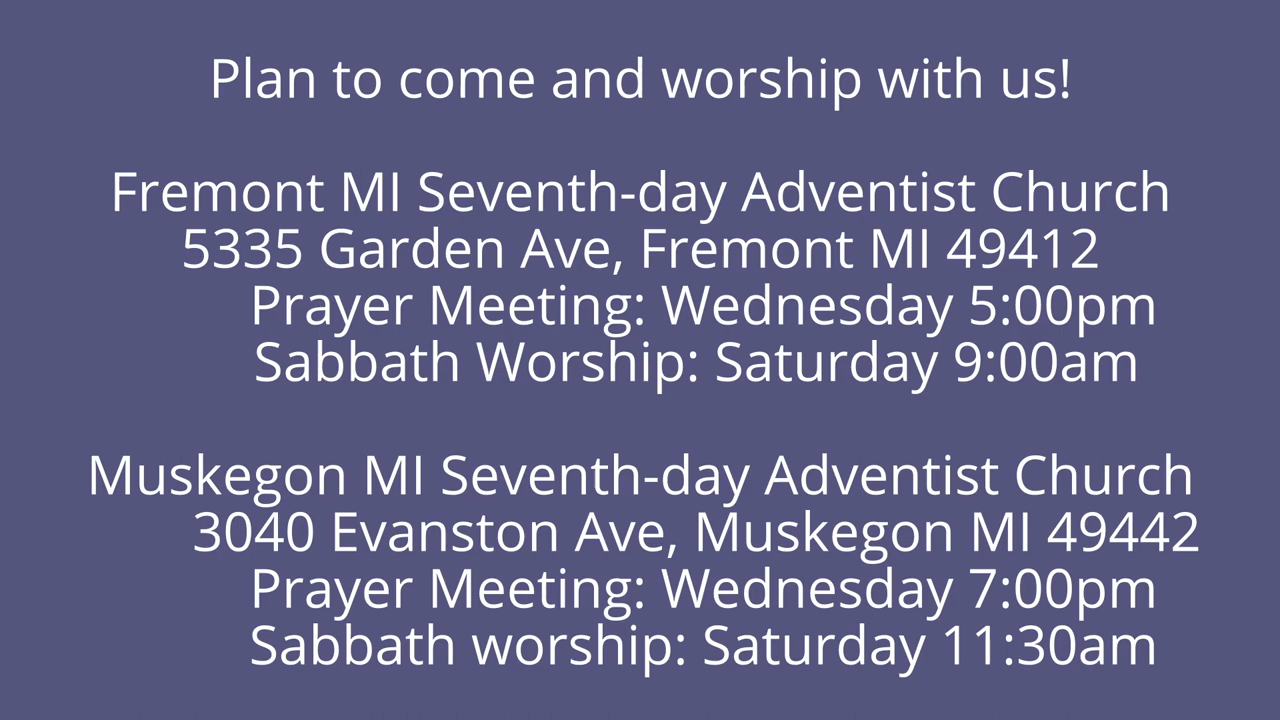 Plan to come and worship with us!
Fremont MI Seventh-day Adventist Church
5335 Garden Ave, Fremont MI 49412
Prayer Meeting: Wednesday 5:00pm
Sabbath Worship: Saturday 9:00am
Muskegon MI Seventh-day Adventist Church
3040 Evanston Ave, Muskegon MI 49442
Prayer Meeting: Wednesday 7:00pm
Sabbath worship: Saturday 11:30am